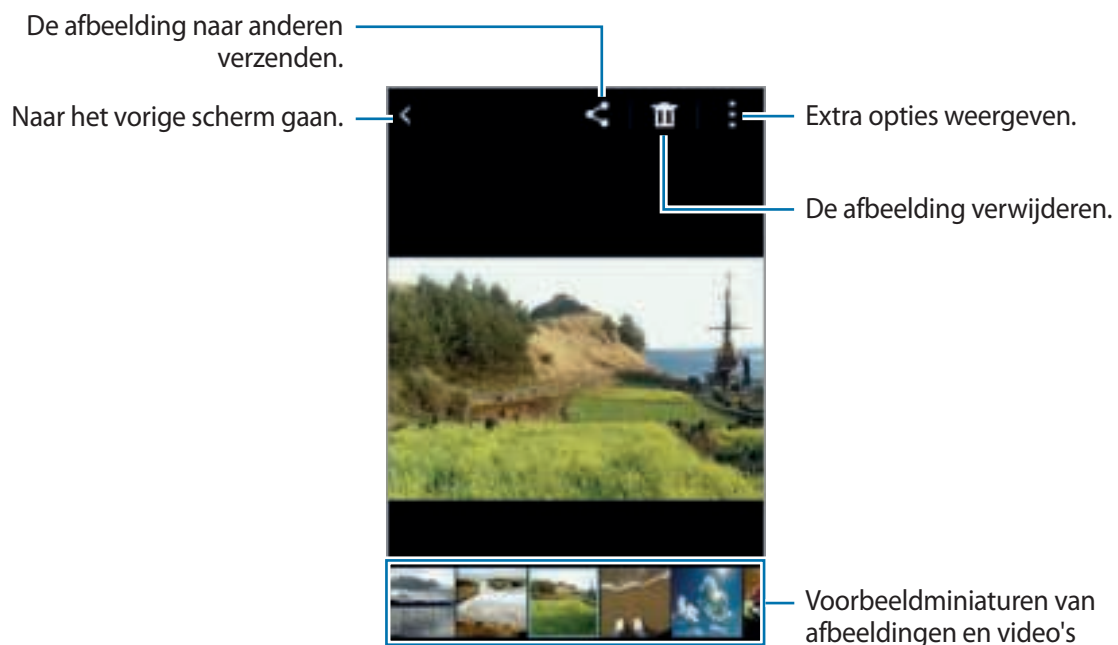 De afbeelding naar anderen
verzenden.
Naar het vorige scherm gaan.
Extra opties weergeven.
De afbeelding verwijderen.
Voorbeeldminiaturen van
afbeeldingen en video's